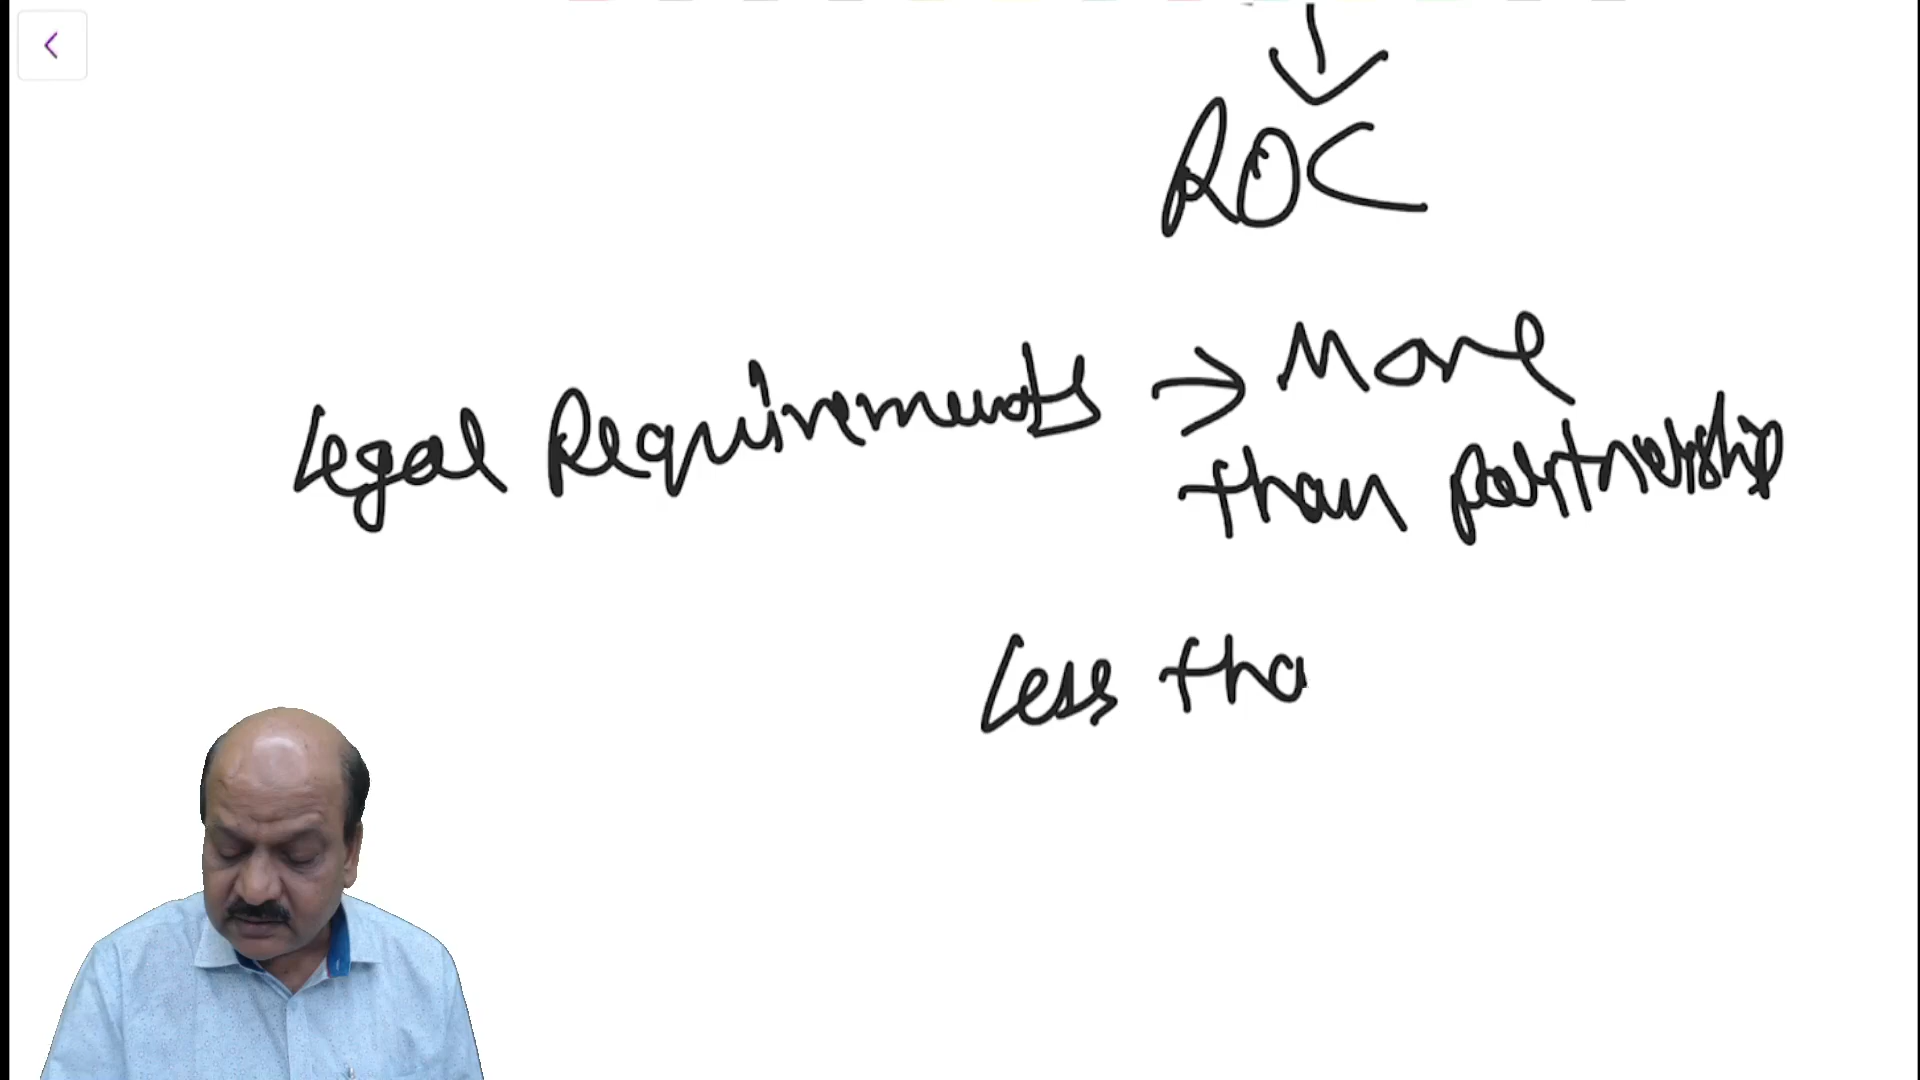 ROC
Legal Requirements → More
than partnership
Less tha